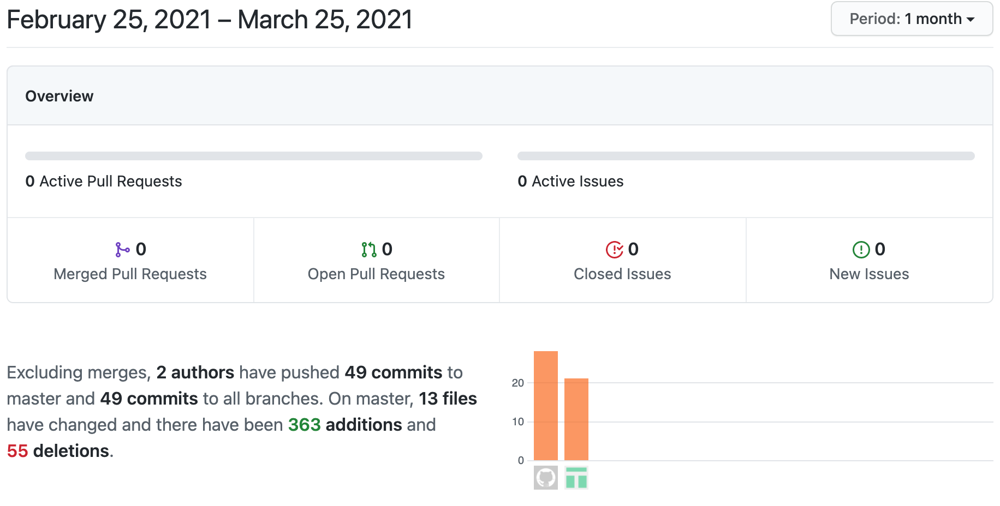 February 25, 2021 – March 25, 2021
Period: 1 month
Overview
0 Active Pull Requests
0 Active Issues
0
Merged Pull Requests
0
Open Pull Requests
0
Closed Issues
0
New Issues
Excluding merges, 2 authors have pushed 49 commits to
master and 49 commits to all branches. On master, 13 files
have changed and there have been 363 additions and
55 deletions.
20
10
0